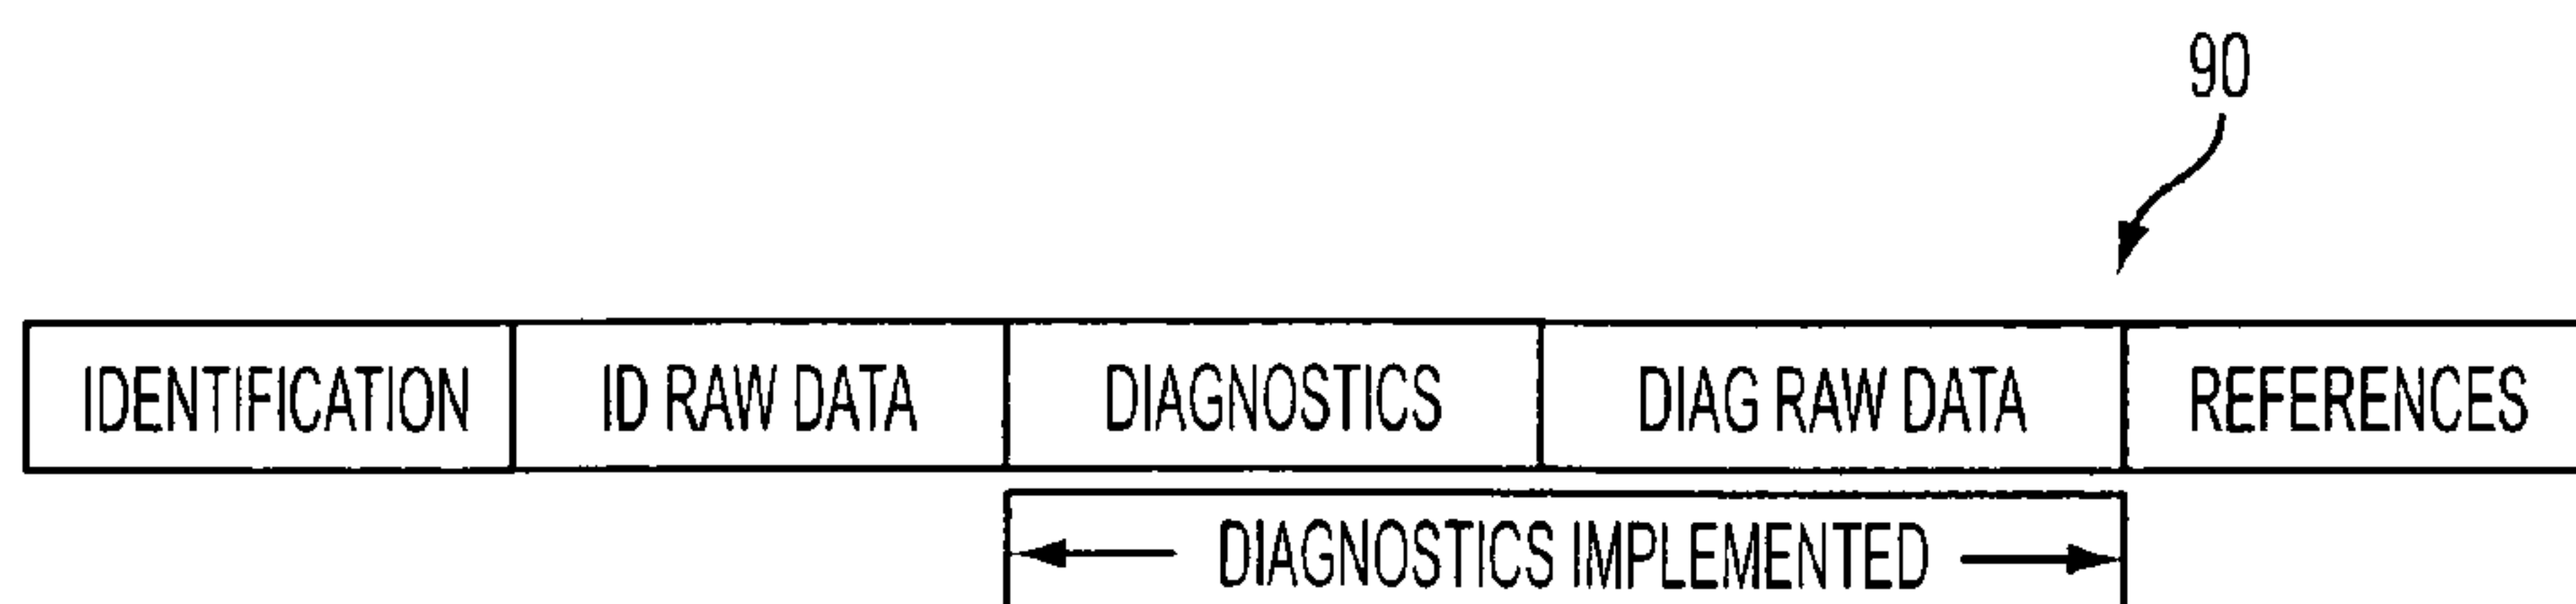 90
IDENTIFICATION ID RAW DATA DIAGNOSTICS DIAG RAW DATA REFERENCES
DIAGNOSTICS IMPLEMENTED